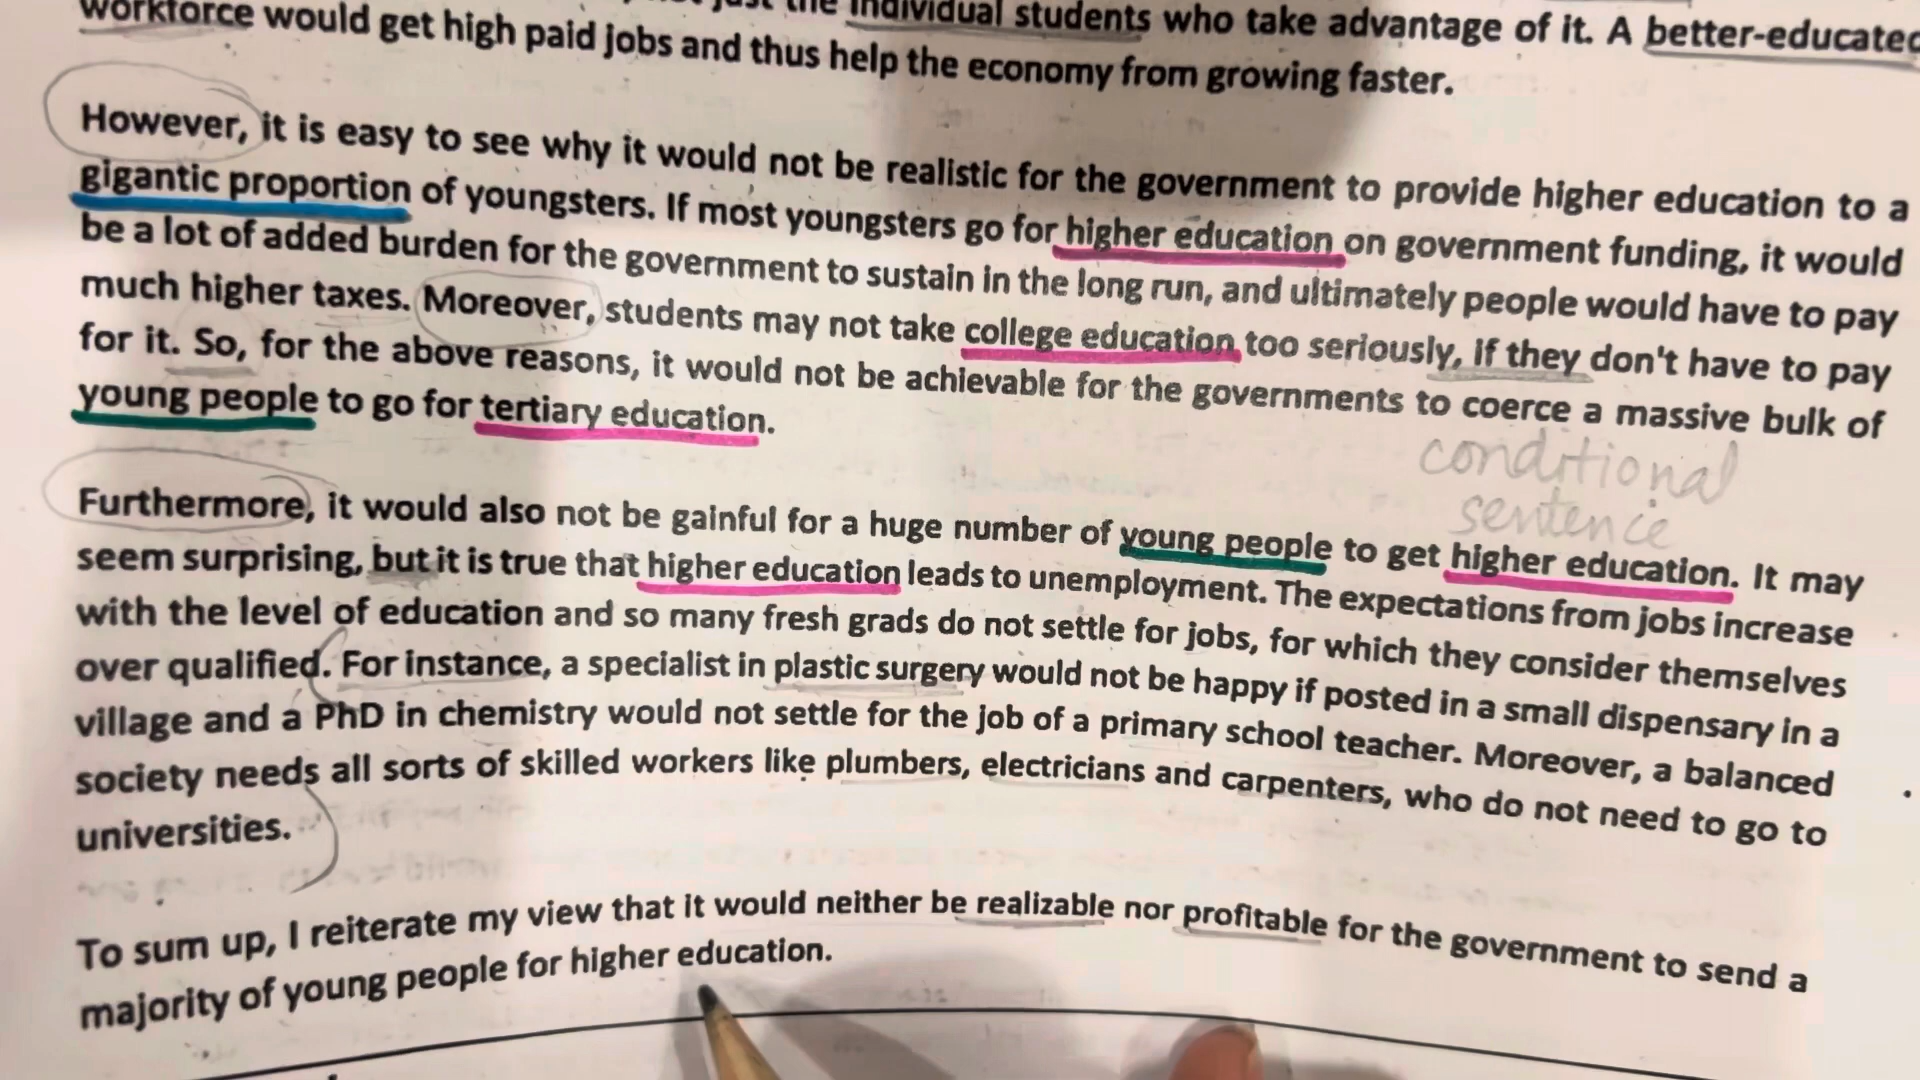 workforce would get high paid jobs and thus help the economy from growing faster.
the individual students who take advantage of it. A better-educated
However, it is easy to see why it would not be realistic for the government to provide higher education to a
gigantic proportion of youngsters. If most youngsters go for higher education on government funding, it would
be a lot of added burden for the government to sustain in the long run, and ultimately people would have to pay
much higher taxes. Moreover, students may not take college education too seriously, if they don't have to pay
for it. So, for the above reasons, it would not be achievable for the governments to coerce a massive bulk of
young people to go for tertiary education.
conditional
sentence
Furthermore, it would also not be gainful for a huge number of young people to get higher education. It may
seem surprising, but it is true that higher education leads to unemployment. The expectations from jobs increase
with the level of education and so many fresh grads do not settle for jobs, for which they consider themselves
over qualified. For instance, a specialist in plastic surgery would not be happy if posted in a small dispensary in a
village and a PhD in chemistry would not settle for the job of a primary school teacher. Moreover, a balanced
society needs all sorts of skilled workers like plumbers, electricians and carpenters, who do not need to go to
universities.
To sum up, I reiterate my view that it would neither be realizable nor profitable for the government to send a
majority of young people for higher education.